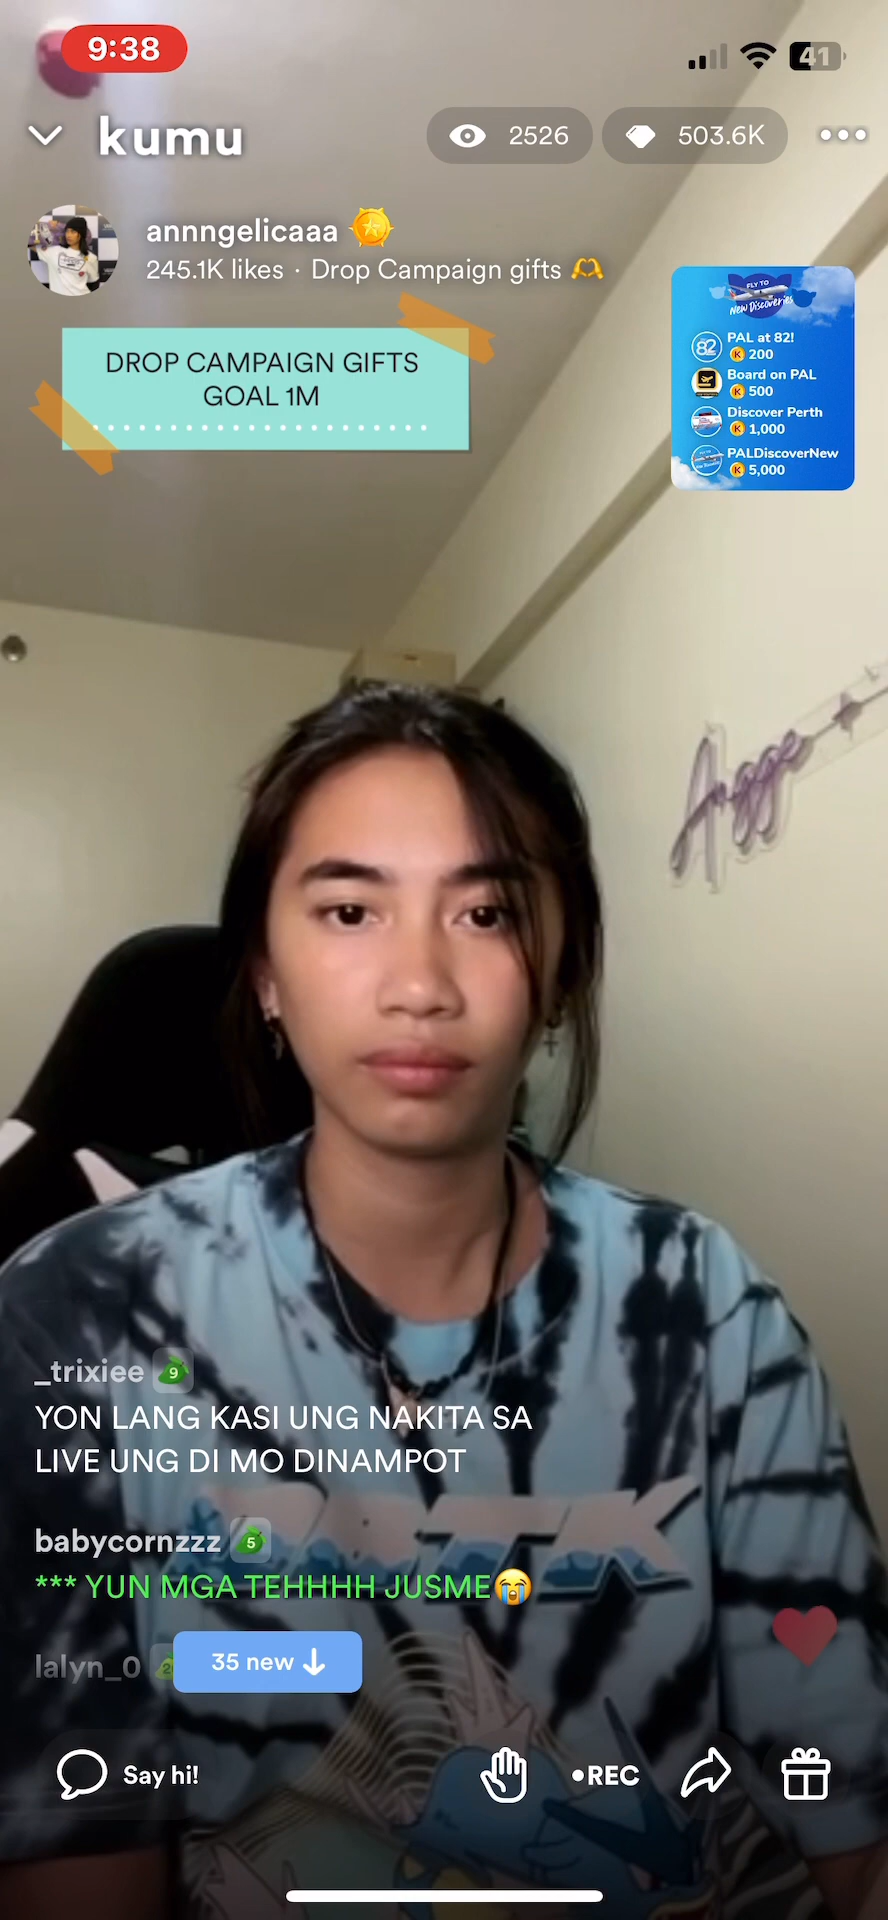 9:38
41
kumu
2526
503.6K
annngelicaaa
245.1K likes · Drop Campaign gifts 🫶
DROP CAMPAIGN GIFTS
GOAL 1M
FLY TO
New Discoveries
82
PAL at 82!
K 200
Board on PAL
K 500
Discover Perth
K 1,000
PALDiscoverNew
K 5,000
Angge
_trixiee 9
YON LANG KASI UNG NAKITA SA
LIVE UNG DI MO DINAMPOT
babycornzzz 5
*** YUN MGA TEHHHH JUSME😭
lalyn_0
35 new ↓
Say hi!
•REC